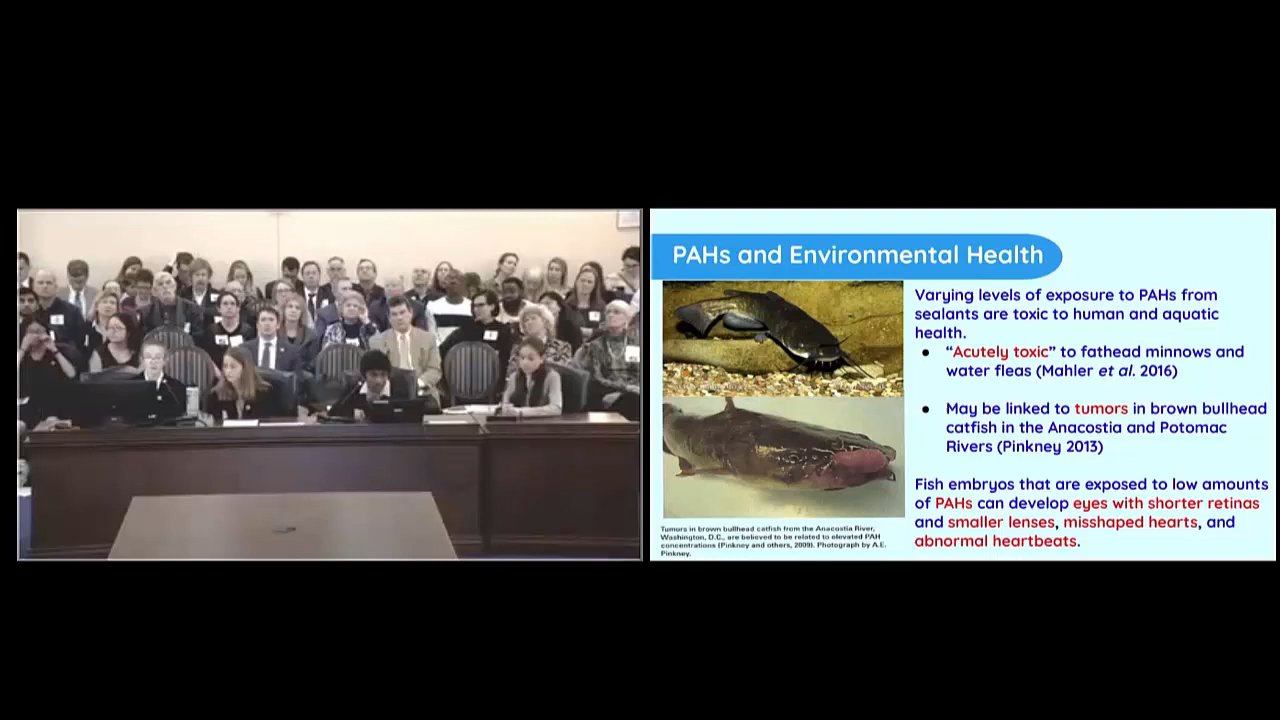 PAHs and Environmental Health
Varying levels of exposure to PAHs from
sealants are toxic to human and aquatic
health.
● “Acutely toxic” to fathead minnows and
water fleas (Mahler et al. 2016)
● May be linked to tumors in brown bullhead
catfish in the Anacostia and Potomac
Rivers (Pinkney 2013)
Fish embryos that are exposed to low amounts
of PAHs can develop eyes with shorter retinas
and smaller lenses, misshaped hearts, and
abnormal heartbeats.
Tumors in brown bullhead catfish from the Anacostia River,
Washington, D.C., are believed to be related to elevated PAH
concentrations (Pinkney and others, 2009). Photograph by A.E.
Pinkney.